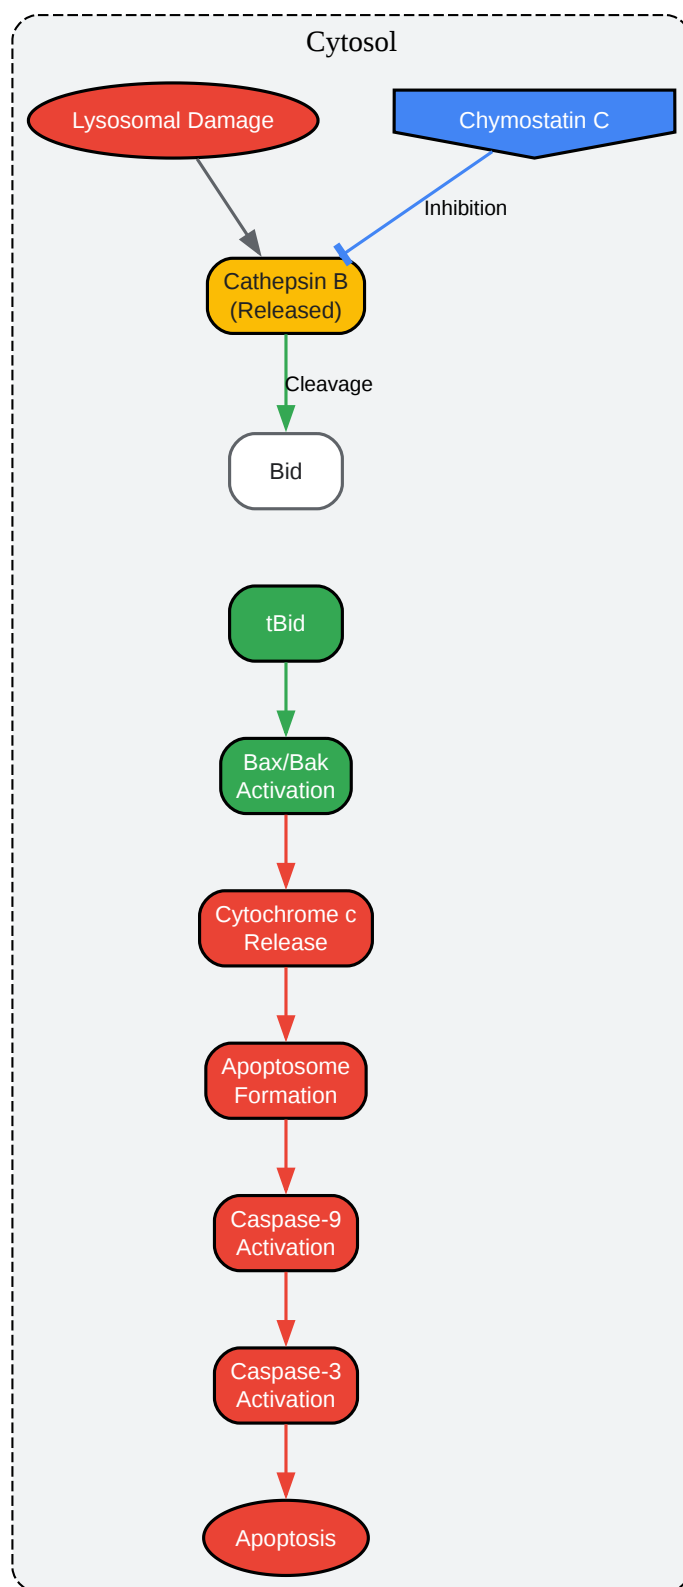 Cytosol
Lysosomal Damage
Chymostatin C
Inhibition
Cathepsin B
(Released)
Cleavage
Bid
tBid
Bax/Bak
Activation
Cytochrome c
Release
Apoptosome
Formation
Caspase-9
Activation
Caspase-3
Activation
Apoptosis